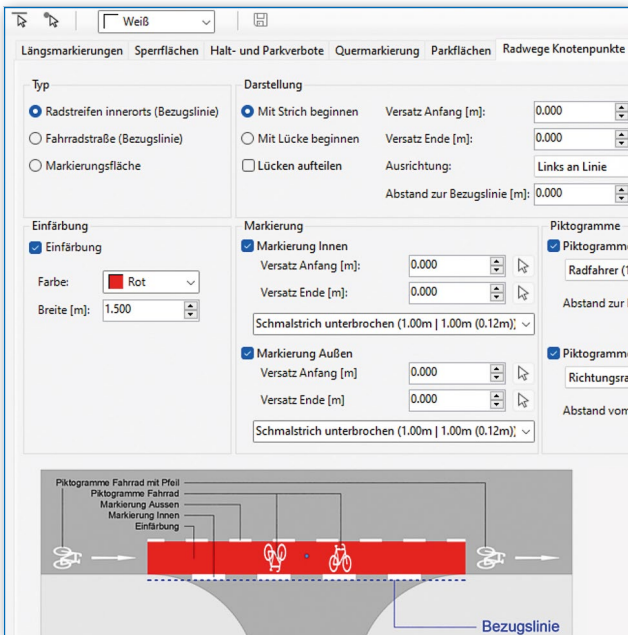 Weiß
Längsmarkierungen Sperrflächen Halt- und Parkverbote Quermarkierung Parkflächen Radwege Knotenpunkte
Typ
Radstreifen innerorts (Bezugslinie)
Fahrradstraße (Bezugslinie)
Markierungsfläche
Darstellung
Mit Strich beginnen Versatz Anfang [m]: 0.000
Mit Lücke beginnen Versatz Ende [m]: 0.000
Lücken aufteilen Ausrichtung: Links an Linie
Abstand zur Bezugslinie [m]: 0.000
Einfärbung
Einfärbung
Farbe: Rot
Breite [m]: 1.500
Markierung
Markierung Innen
Versatz Anfang [m]: 0.000
Versatz Ende [m]: 0.000
Schmalstrich unterbrochen (1.00m | 1.00m (0.12m))
Markierung Außen
Versatz Anfang [m] 0.000
Versatz Ende [m] 0.000
Schmalstrich unterbrochen (1.00m | 1.00m (0.12m))
Piktogramme
Piktogramme
Radfahrer (1
Abstand zur
Piktogramme
Richtungsra
Abstand vom
Piktogramme Fahrrad mit Pfeil
Piktogramme Fahrrad
Markierung Aussen
Markierung Innen
Einfärbung
Bezugslinie